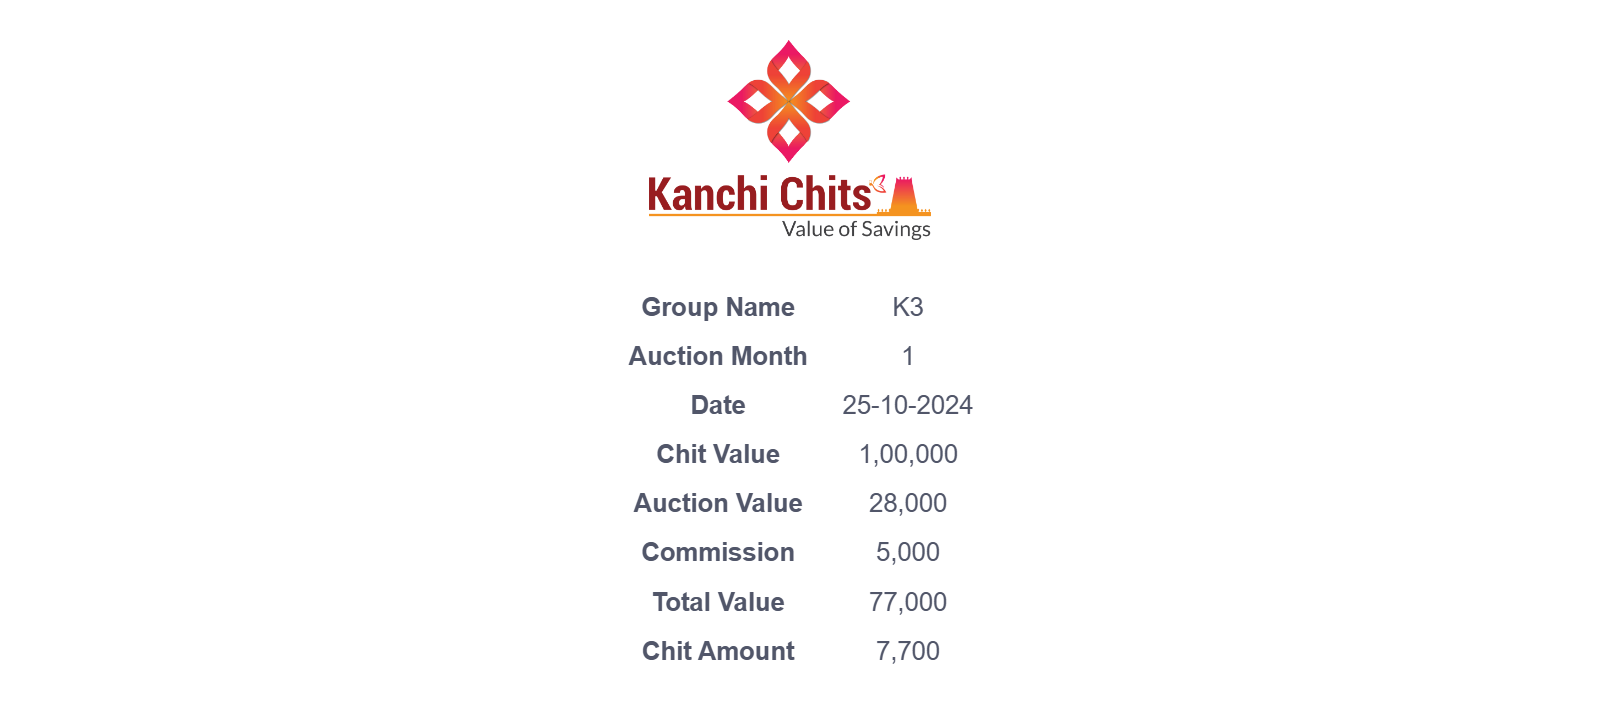 Kanchi Chits
Value of Savings
Group Name K3
Auction Month 1
Date 25-10-2024
Chit Value 1,00,000
Auction Value 28,000
Commission 5,000
Total Value 77,000
Chit Amount 7,700